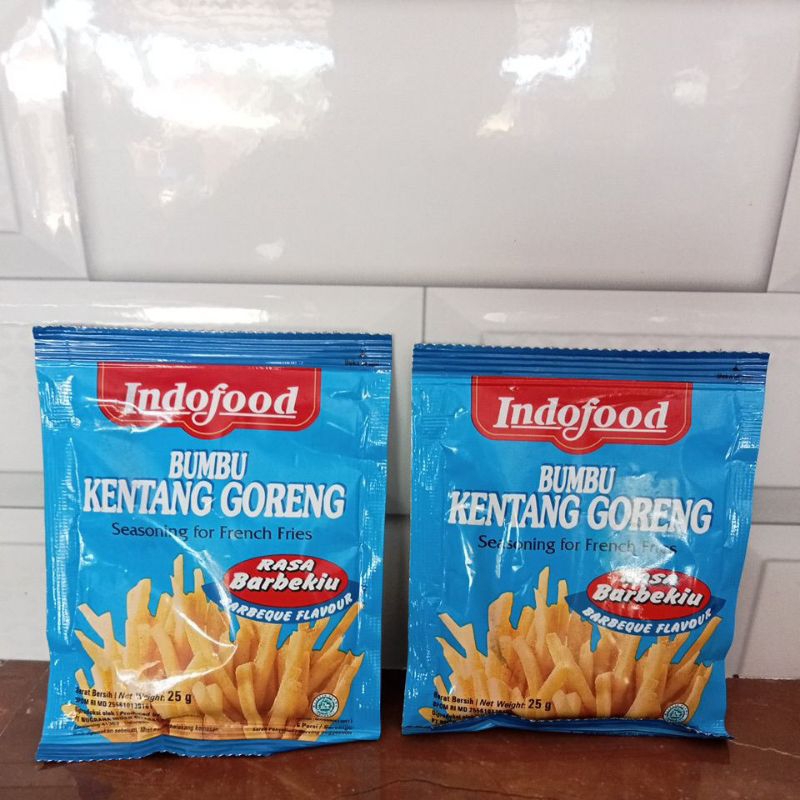 Indofood
BUMBU
KENTANG GORENG
Seasoning for French Fries
RASA
Barbekiu
BARBEQUE FLAVOUR
Berat Bersih / Net Weight: 25 g
Indofood
BUMBU
KENTANG GORENG
Seasoning for French Fries
RASA
Barbekiu
BARBEQUE FLAVOUR
Berat Bersih / Net Weight: 25 g